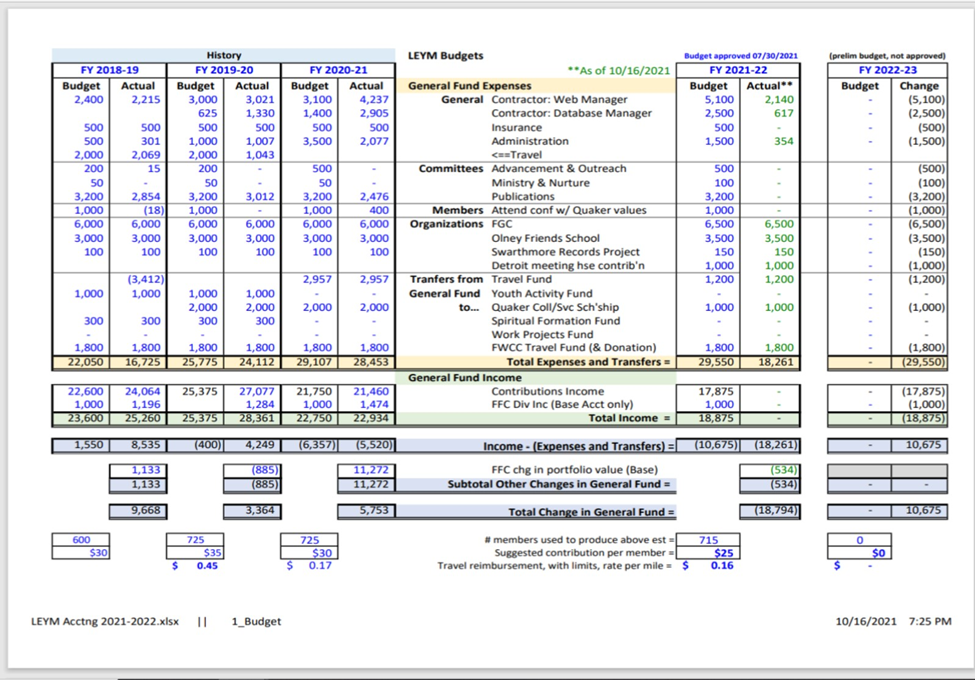 History LEYM Budgets Budget approved 07/30/2021 (prelim budget, not approved)
FY 2018-19 FY 2019-20 FY 2020-21 **As of 10/16/2021 FY 2021-22 FY 2022-23
Budget Actual Budget Actual Budget Actual General Fund Expenses Budget Actual** Budget Change
2,400 2,215 3,000 3,021 3,100 4,237 General Contractor: Web Manager 5,100 2,140 - (5,100)
625 1,330 1,400 2,905 Contractor: Database Manager 2,500 617 - (2,500)
500 500 500 500 500 500 Insurance 500 - - (500)
500 301 1,000 1,007 3,500 2,077 Administration 1,500 354 - (1,500)
2,000 2,069 2,000 1,043 <==Travel
200 15 200 - 500 - Committees Advancement & Outreach 500 - - (500)
50 - 50 - 50 - Ministry & Nurture 100 - - (100)
3,200 2,854 3,200 3,012 3,200 2,476 Publications 3,200 - - (3,200)
1,000 (18) 1,000 - 1,000 400 Members Attend conf w/ Quaker values 1,000 - - (1,000)
6,000 6,000 6,000 6,000 6,000 6,000 Organizations FGC 6,500 6,500 - (6,500)
3,000 3,000 3,000 3,000 3,000 3,000 Olney Friends School 3,500 3,500 - (3,500)
100 100 100 100 100 100 Swarthmore Records Project 150 150 - (150)
Detroit meeting hse contrib'n 1,000 1,000 - (1,000)
(3,412) 2,957 2,957 Tranfers from Travel Fund 1,200 1,200 - (1,200)
1,000 1,000 1,000 1,000 - - General Fund Youth Activity Fund - - -
2,000 2,000 2,000 2,000 to... Quaker Coll/Svc Sch'ship 1,000 1,000 - (1,000)
300 300 300 300 - - Spiritual Formation Fund - - - -
- - - - - - Work Projects Fund - - - -
1,800 1,800 1,800 1,800 1,800 1,800 FWCC Travel Fund (& Donation) 1,800 1,800 - (1,800)
22,050 16,725 25,775 24,112 29,107 28,453 Total Expenses and Transfers = 29,550 18,261 - (29,550)
General Fund Income
22,600 24,064 25,375 27,077 21,750 21,460 Contributions Income 17,875 - - (17,875)
1,000 1,196 1,284 1,000 1,474 FFC Div Inc (Base Acct only) 1,000 - (1,000)
23,600 25,260 25,375 28,361 22,750 22,934 Total Income = 18,875 - - (18,875)
1,550 8,535 (400) 4,249 (6,357) (5,520) Income - (Expenses and Transfers) = (10,675) (18,261) - 10,675
1,133 (885) 11,272 FFC chg in portfolio value (Base) (534)
1,133 (885) 11,272 Subtotal Other Changes in General Fund = (534) - -
9,668 3,364 5,753 Total Change in General Fund = (18,794) - 10,675
600 725 725 # members used to produce above est = 715 0
$30 $35 $30 Suggested contribution per member = $25 $0
$ 0.45 $ 0.17 Travel reimbursement, with limits, rate per mile = $ 0.16 $ -
LEYM Acctng 2021-2022.xlsx || 1_Budget 10/16/2021 7:25 PM